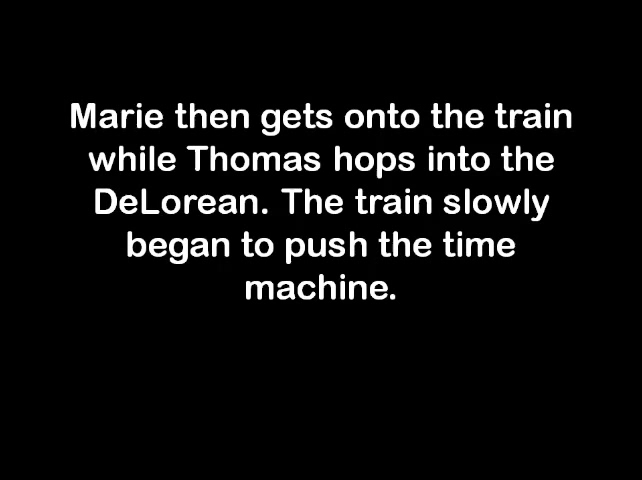 Marie then gets onto the train
while Thomas hops into the
DeLorean. The train slowly
began to push the time
machine.